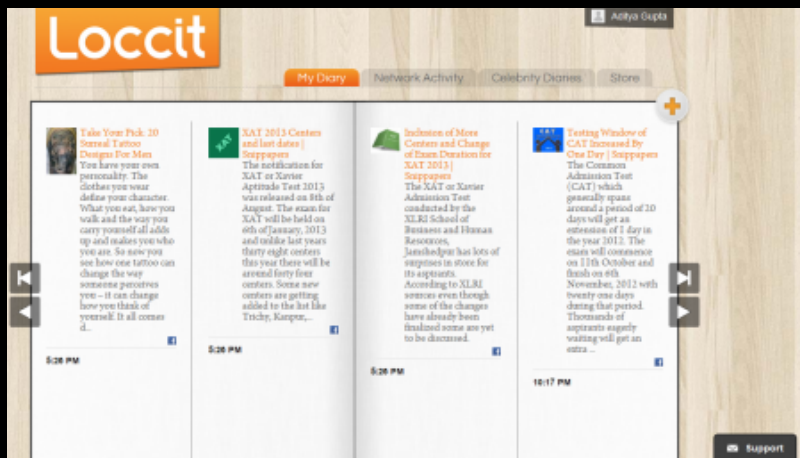 Loccit
Aditya Gupta
My Diary
Network Activity
Celebrity Diaries
Store
Take Your Pick: 20
Surreal Tattoo
Designs For Men
You have your own
personality. The
clothes you wear
define your character.
What you eat, how you
walk and the way you
carry yourself all adds
up and makes you who
you are. So now you
see how one tattoo can
change the way
someone perceives
you – it can change
how you think of
yourself. It all comes
d...
5:26 PM
XAT
XAT 2013 Centers
and last dates |
Snippapers
The notification for
XAT or Xavier
Aptitude Test 2013
was released on 8th of
August. The exam for
XAT will be held on
6th of January, 2013
and unlike last years
thirty eight centers
this year there will be
around forty four
centers. Some new
centers are getting
added to the list like
Trichy, Kanpur,...
5:26 PM
Inclusion of More
Centers and Change
of Exam Duration for
XAT 2013 |
Snippapers
The XAT or Xavier
Admission Test
conducted by the
XLRI School of
Business and Human
Resources,
Jamshedpur has lots of
surprises in store for
its aspirants.
According to XLRI
sources even though
some of the changes
have already been
finalized some are yet
to be discussed.
5:26 PM
CAT
Testing Window of
CAT Increased By
One Day | Snippapers
The Common
Admission Test
(CAT) which
generally spans
around a period of 20
days will get an
extension of 1 day in
the year 2012. The
exam will commence
on 11th October and
finish on 6th
November, 2012 with
twenty one days
during that period.
Thousands of
aspirants eagerly
waiting will get an
extra ...
10:17 PM
Support